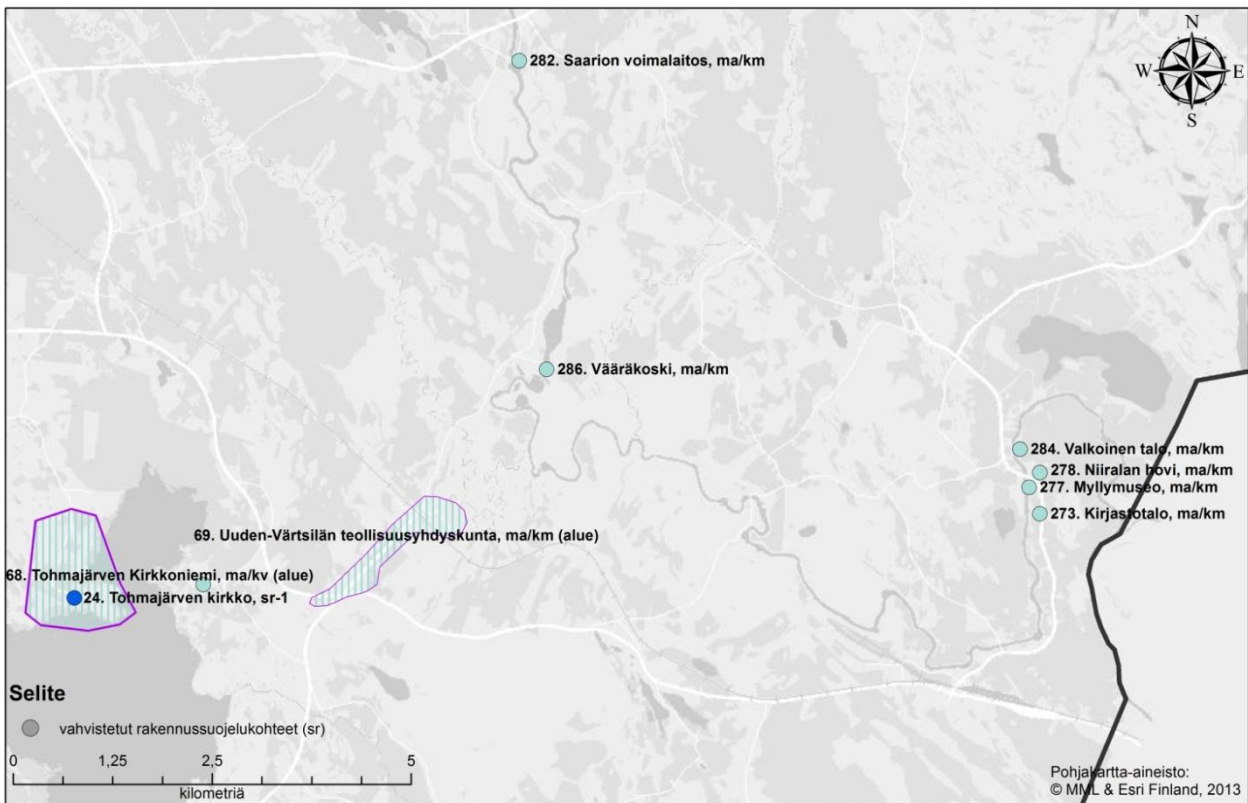 N
W E
S
282. Saarion voimalaitos, ma/km
286. Vääräkoski, ma/km
284. Valkoinen talo, ma/km
278. Niiralan hovi, ma/km
277. Myllymuseo, ma/km
273. Kirjastotalo, ma/km
69. Uuden-Värtsilän teollisuusyhdyskunta, ma/km (alue)
68. Tohmajärven Kirkkoniemi, ma/kv (alue)
24. Tohmajärven kirkko, sr-1
Selite
vahvistetut rakennussuojelukohteet (sr)
0 1,25 2,5 5
kilometriä
Pohjakartta-aineisto:
© MML & Esri Finland, 2013